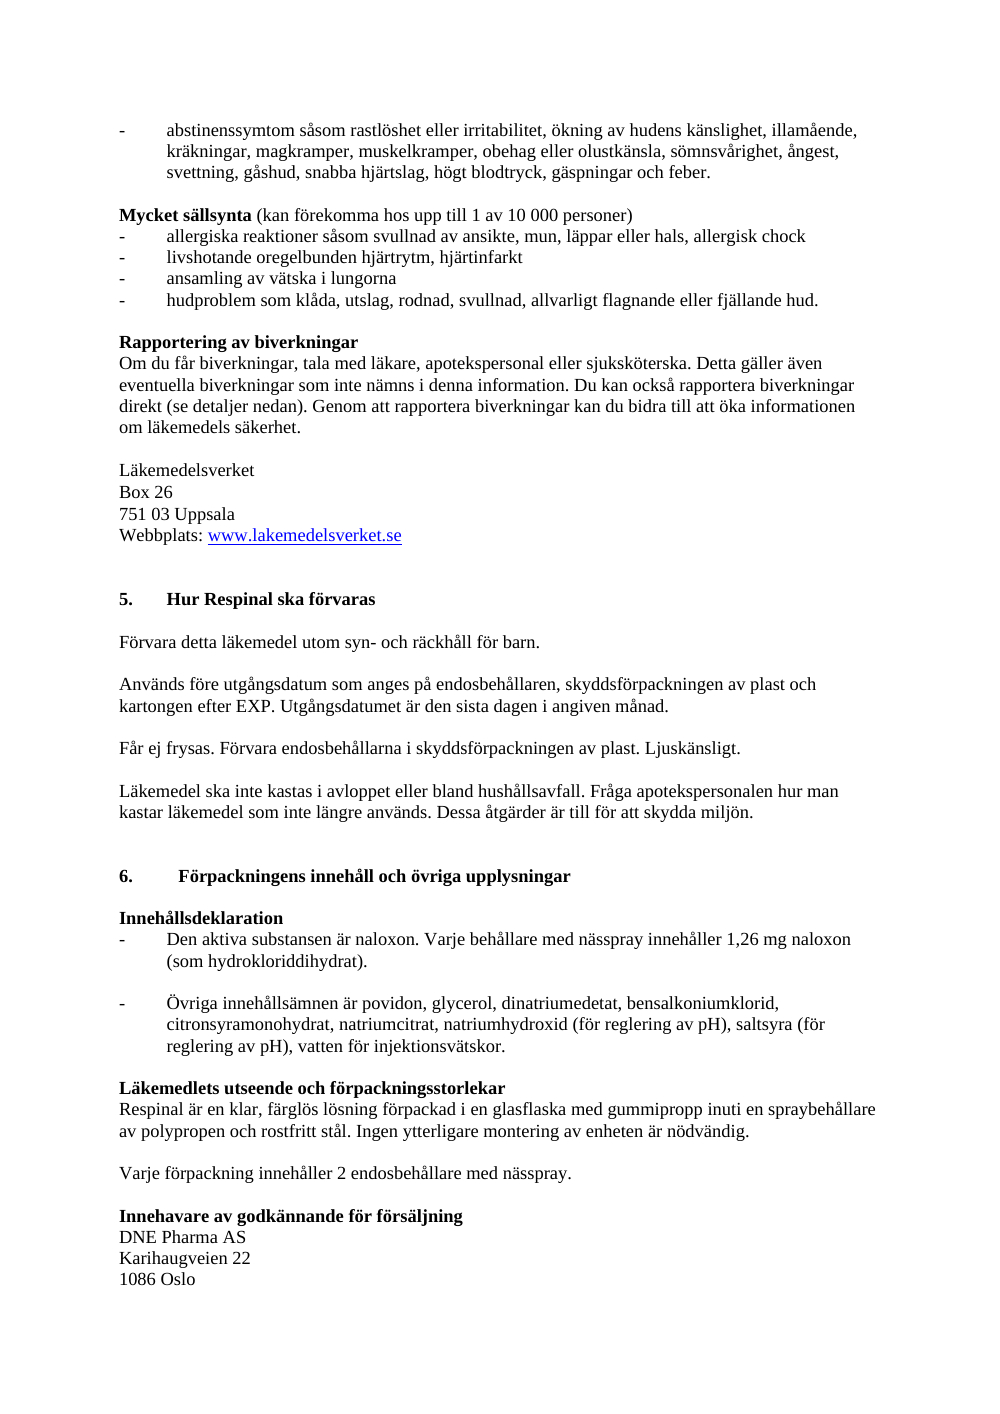 - abstinenssymtom såsom rastlöshet eller irritabilitet, ökning av hudens känslighet, illamående,
kräkningar, magkramper, muskelkramper, obehag eller olustkänsla, sömnsvårighet, ångest,
svettning, gåshud, snabba hjärtslag, högt blodtryck, gäspningar och feber.
Mycket sällsynta (kan förekomma hos upp till 1 av 10 000 personer)
- allergiska reaktioner såsom svullnad av ansikte, mun, läppar eller hals, allergisk chock
- livshotande oregelbunden hjärtrytm, hjärtinfarkt
- ansamling av vätska i lungorna
- hudproblem som klåda, utslag, rodnad, svullnad, allvarligt flagnande eller fjällande hud.
Rapportering av biverkningar
Om du får biverkningar, tala med läkare, apotekspersonal eller sjuksköterska. Detta gäller även
eventuella biverkningar som inte nämns i denna information. Du kan också rapportera biverkningar
direkt (se detaljer nedan). Genom att rapportera biverkningar kan du bidra till att öka informationen
om läkemedels säkerhet.
Läkemedelsverket
Box 26
751 03 Uppsala
Webbplats: www.lakemedelsverket.se
5. Hur Respinal ska förvaras
Förvara detta läkemedel utom syn- och räckhåll för barn.
Används före utgångsdatum som anges på endosbehållaren, skyddsförpackningen av plast och
kartongen efter EXP. Utgångsdatumet är den sista dagen i angiven månad.
Får ej frysas. Förvara endosbehållarna i skyddsförpackningen av plast. Ljuskänsligt.
Läkemedel ska inte kastas i avloppet eller bland hushållsavfall. Fråga apotekspersonalen hur man
kastar läkemedel som inte längre används. Dessa åtgärder är till för att skydda miljön.
6. Förpackningens innehåll och övriga upplysningar
Innehållsdeklaration
- Den aktiva substansen är naloxon. Varje behållare med nässpray innehåller 1,26 mg naloxon
(som hydrokloriddihydrat).
- Övriga innehållsämnen är povidon, glycerol, dinatriumedetat, bensalkoniumklorid,
citronsyramonohydrat, natriumcitrat, natriumhydroxid (för reglering av pH), saltsyra (för
reglering av pH), vatten för injektionsvätskor.
Läkemedlets utseende och förpackningsstorlekar
Respinal är en klar, färglös lösning förpackad i en glasflaska med gummipropp inuti en spraybehållare
av polypropen och rostfritt stål. Ingen ytterligare montering av enheten är nödvändig.
Varje förpackning innehåller 2 endosbehållare med nässpray.
Innehavare av godkännande för försäljning
DNE Pharma AS
Karihaugveien 22
1086 Oslo